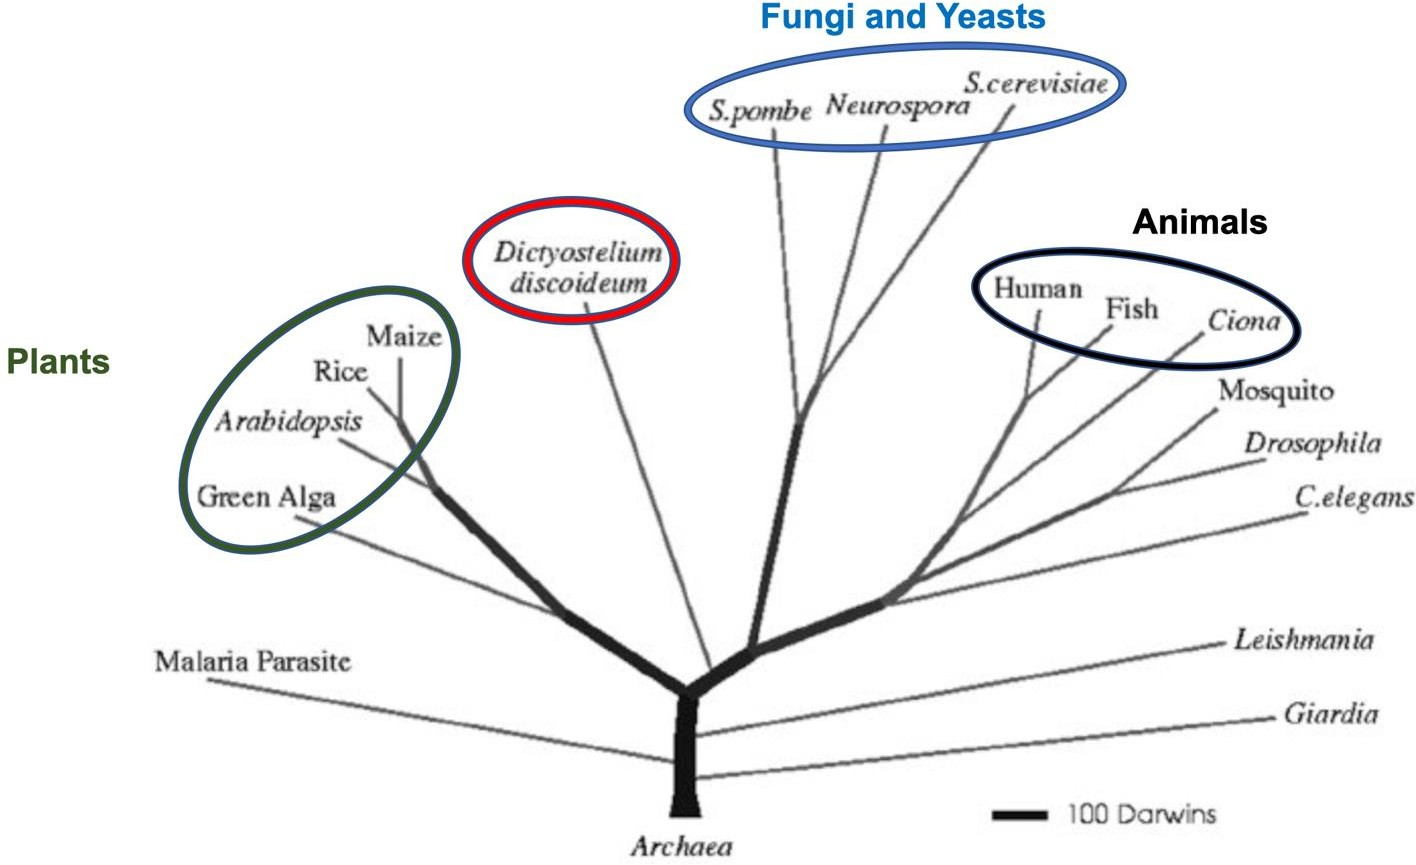 Fungi and Yeasts
S.cerevisiae
S.pombe
Neurospora
Animals
Dictyostelium
discoideum
Human
Fish
Ciona
Plants
Maize
Rice
Arabidopsis
Green Alga
Mosquito
Drosophila
C.elegans
Malaria Parasite
Leishmania
Giardia
100 Darwins
Archaea